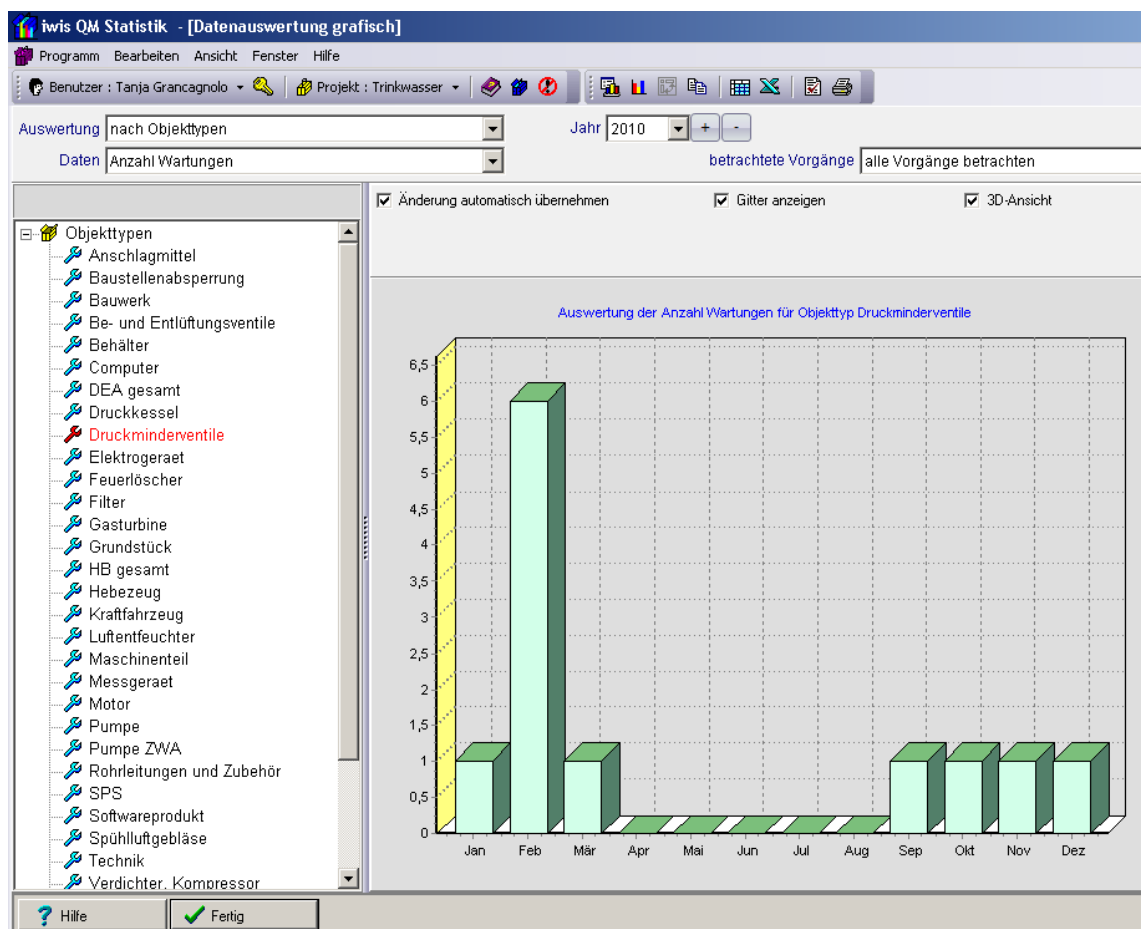 iwis QM Statistik - [Datenauswertung grafisch]
Programm Bearbeiten Ansicht Fenster Hilfe
Benutzer : Tanja Grancagnolo Projekt : Trinkwasser
Auswertung nach Objekttypen Jahr 2010 + -
Daten Anzahl Wartungen betrachtete Vorgänge alle Vorgänge betrachten
Änderung automatisch übernehmen Gitter anzeigen 3D-Ansicht
Objekttypen
Anschlagmittel
Baustellenabsperrung
Bauwerk
Be- und Entlüftungsventile
Behälter
Computer
DEA gesamt
Druckkessel
Druckminderventile
Elektrogeraet
Feuerlöscher
Filter
Gasturbine
Grundstück
HB gesamt
Hebezeug
Kraftfahrzeug
Luftentfeuchter
Maschinenteil
Messgeraet
Motor
Pumpe
Pumpe ZWA
Rohrleitungen und Zubehör
SPS
Softwareprodukt
Spühlluftgebläse
Technik
Verdichter, Kompressor
Auswertung der Anzahl Wartungen für Objekttyp Druckminderventile
6,5
6
5,5
5
4,5
4
3,5
3
2,5
2
1,5
1
0,5
0
Jan Feb Mär Apr Mai Jun Jul Aug Sep Okt Nov Dez
? Hilfe Fertig